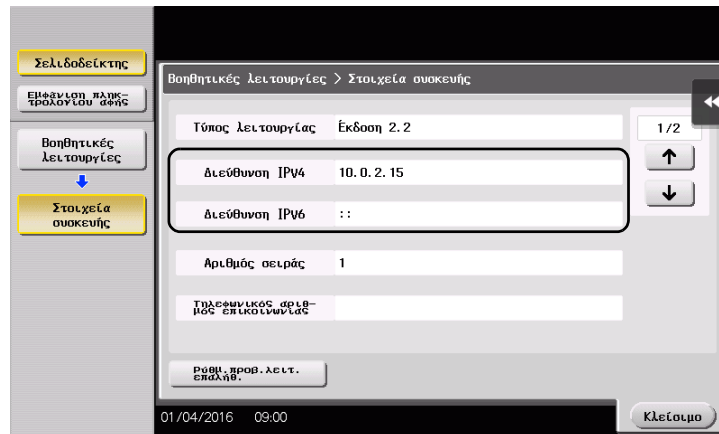 Σελιδοδείκτης
Εμφάνιση πληκ-
τρολογίου αφής
Βοηθητικές
λειτουργίες
Στοιχεία
συσκευής
Βοηθητικές λειτουργίες > Στοιχεία συσκευής
Τύπος λειτουργίας Έκδοση 2.2
1/2
Διεύθυνση IPv4 10.0.2.15
Διεύθυνση IPv6 ::
Αριθμός σειράς 1
Τηλεφωνικός αριθ-
μός επικοινωνίας
Ρύθμ.προβ.λειτ.
επαλήθ.
01/04/2016 09:00
Κλείσιμο